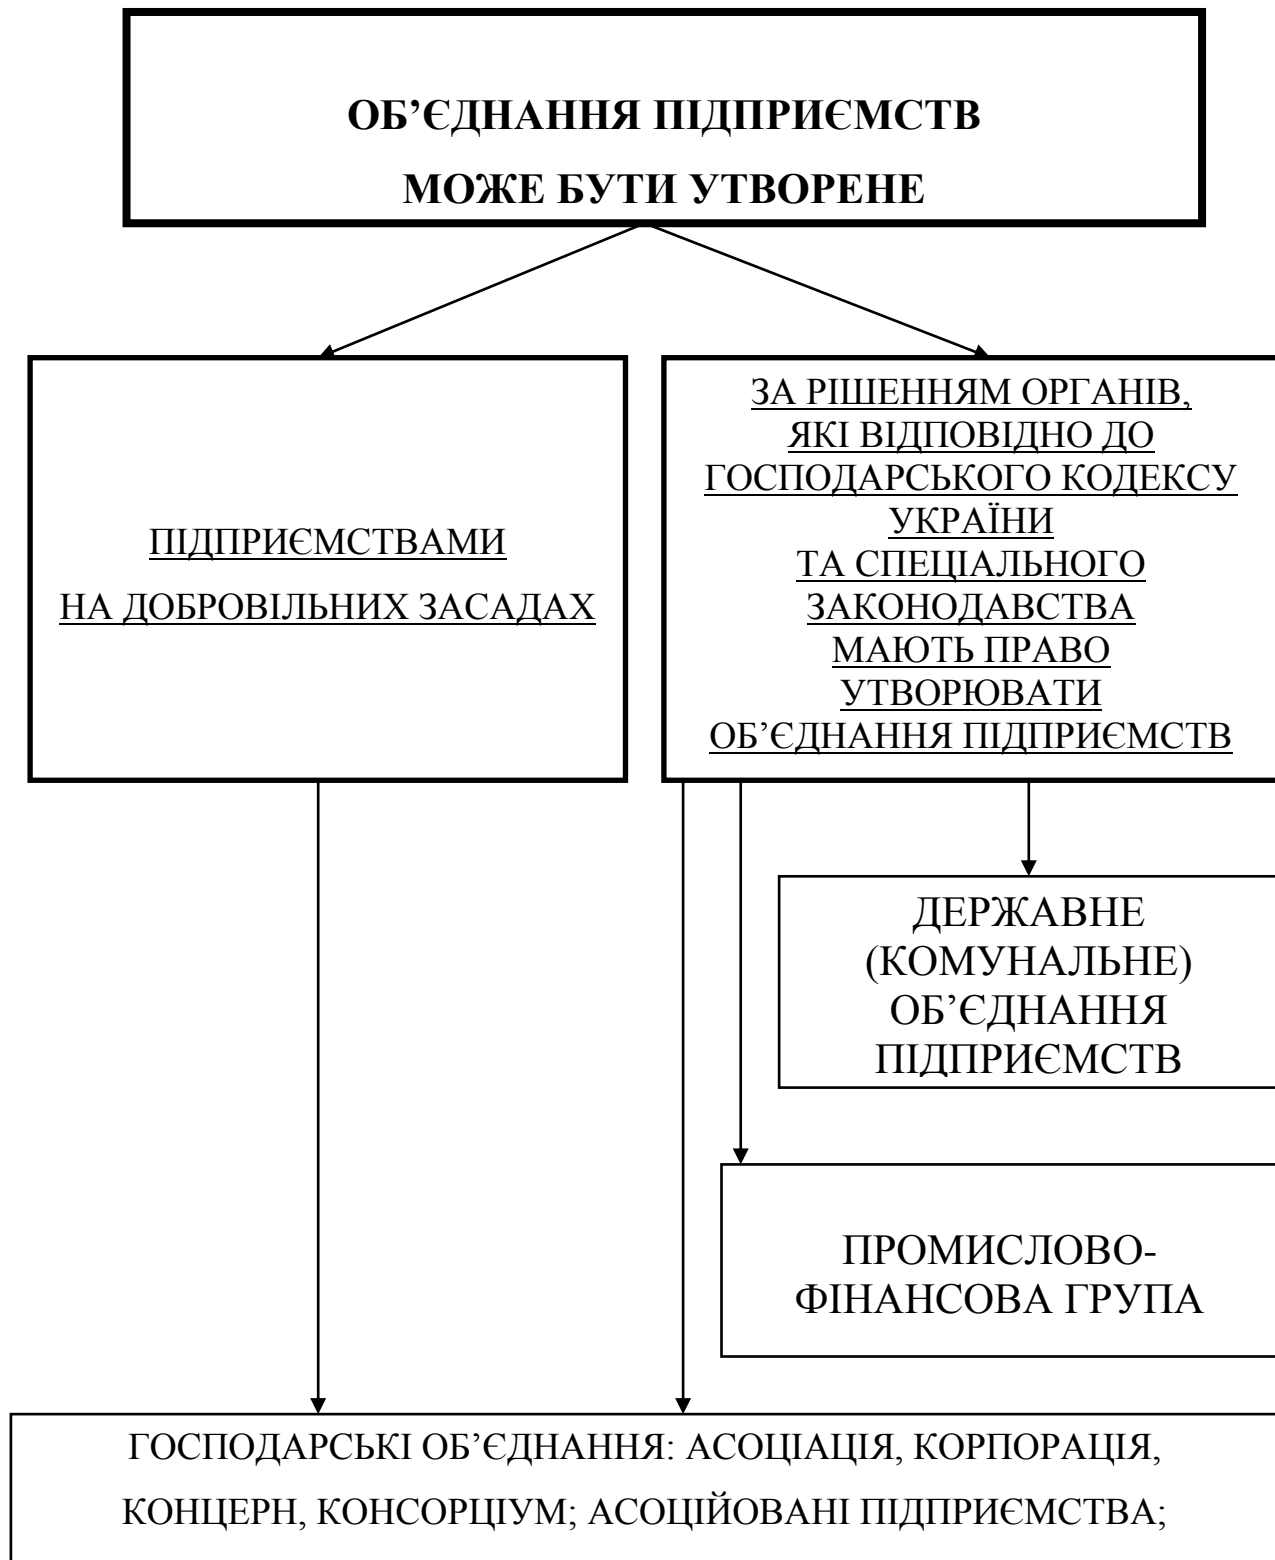 ОБ’ЄДНАННЯ ПІДПРИЄМСТВ
МОЖЕ БУТИ УТВОРЕНЕ
ПІДПРИЄМСТВАМИ
НА ДОБРОВІЛЬНИХ ЗАСАДАХ
ЗА РІШЕННЯМ ОРГАНІВ,
ЯКІ ВІДПОВІДНО ДО
ГОСПОДАРСЬКОГО КОДЕКСУ
УКРАЇНИ
ТА СПЕЦІАЛЬНОГО
ЗАКОНОДАВСТВА
МАЮТЬ ПРАВО
УТВОРЮВАТИ
ОБ’ЄДНАННЯ ПІДПРИЄМСТВ
ДЕРЖАВНЕ
(КОМУНАЛЬНЕ)
ОБ’ЄДНАННЯ
ПІДПРИЄМСТВ
ПРОМИСЛОВО-
ФІНАНСОВА ГРУПА
ГОСПОДАРСЬКІ ОБ’ЄДНАННЯ: АСОЦІАЦІЯ, КОРПОРАЦІЯ,
КОНЦЕРН, КОНСОРЦІУМ; АСОЦІЙОВАНІ ПІДПРИЄМСТВА;